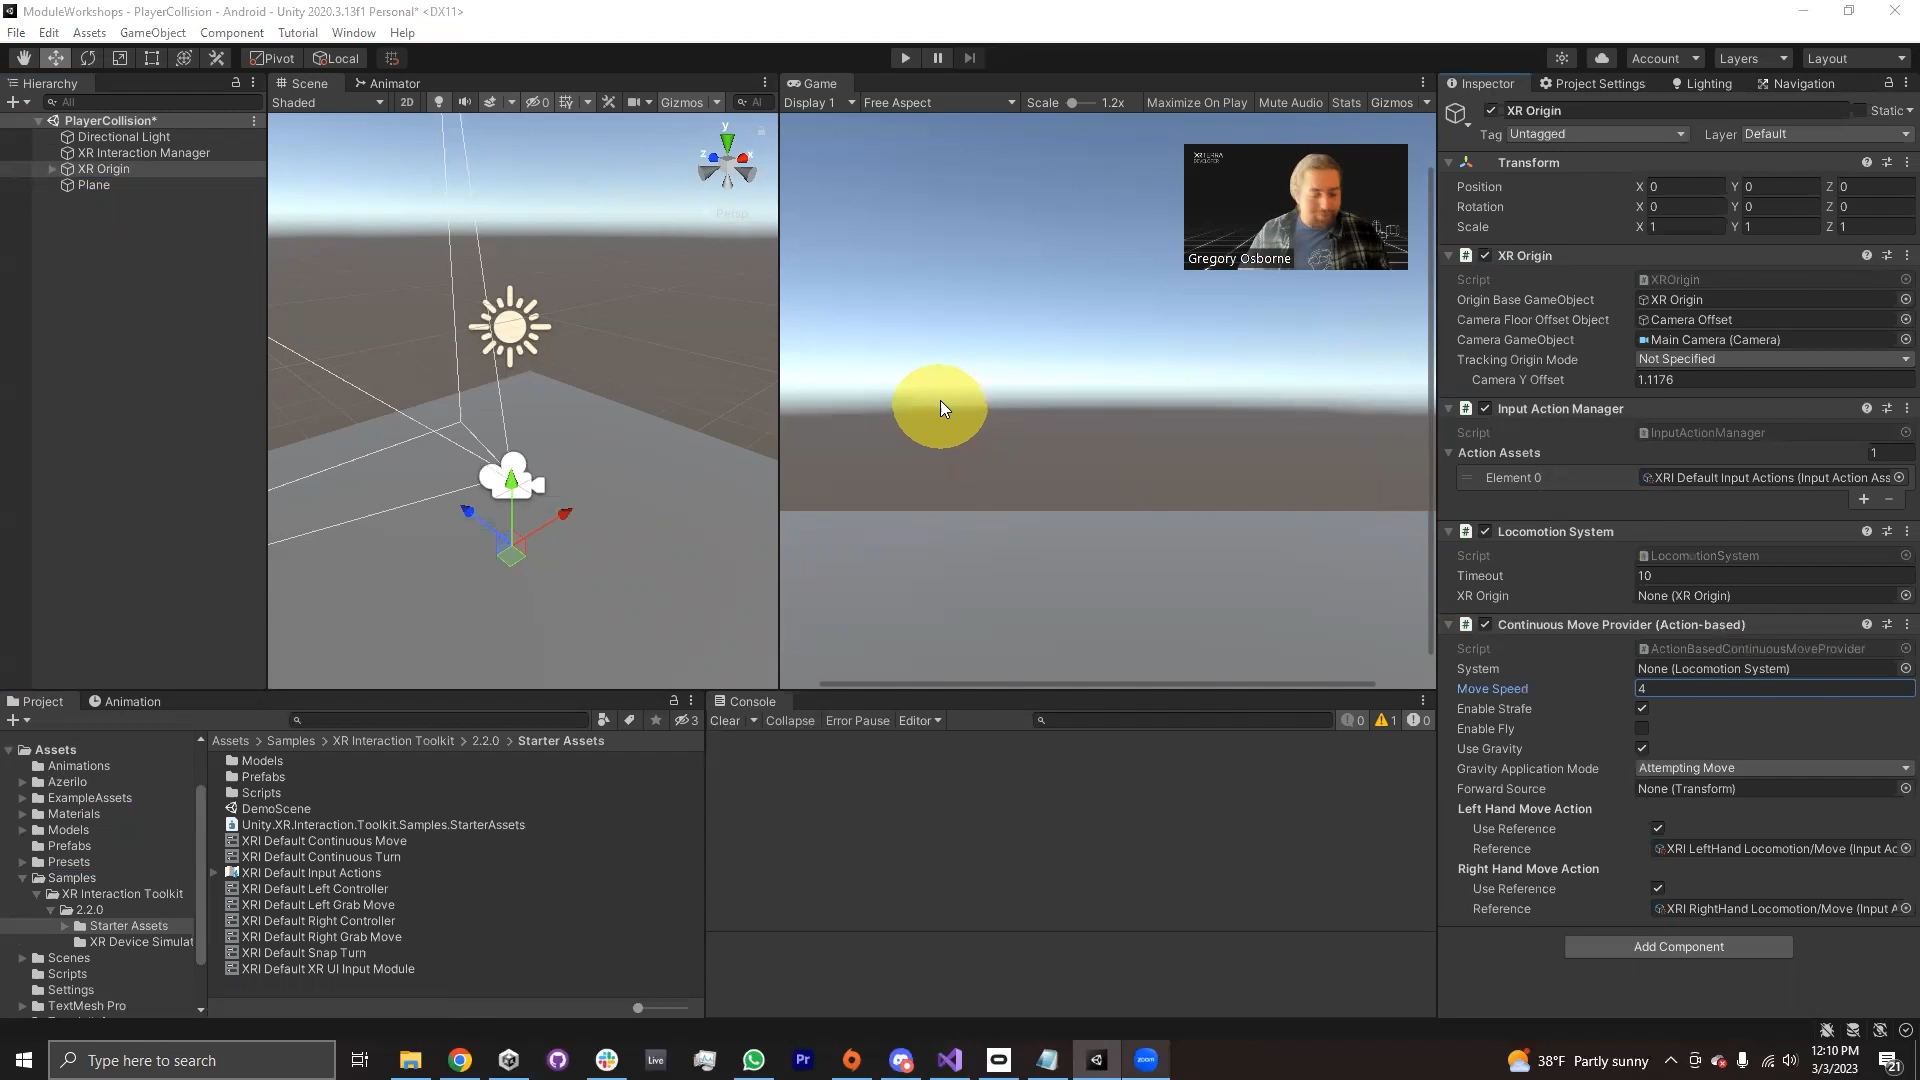 ModuleWorkshops - PlayerCollision - Android - Unity 2020.3.13f1 Personal* <DX11>
File Edit Assets GameObject Component Tutorial Window Help
Pivot Local Account Layers Layout
Hierarchy
All
PlayerCollision*
Directional Light
XR Interaction Manager
XR Origin
Plane
Scene Animator
Shaded 2D 0 Gizmos Al
y
z x
Persp
Game
Display 1 Free Aspect Scale 1.2x Maximize On Play Mute Audio Stats Gizmos
XRTERRA
DEVELOPER
Gregory Osborne
Inspector Project Settings Lighting Navigation
XR Origin Static
Tag Untagged Layer Default
Transform
Position X 0 Y 0 Z 0
Rotation X 0 Y 0 Z 0
Scale X 1 Y 1 Z 1
XR Origin
Script XROrigin
Origin Base GameObject XR Origin
Camera Floor Offset Object Camera Offset
Camera GameObject Main Camera (Camera)
Tracking Origin Mode Not Specified
Camera Y Offset 1.1176
Input Action Manager
Script InputActionManager
Action Assets 1
Element 0 XRI Default Input Actions (Input Action Ass
Locomotion System
Script LocomotionSystem
Timeout 10
XR Origin None (XR Origin)
Continuous Move Provider (Action-based)
Script ActionBasedContinuousMoveProvider
System None (Locomotion System)
Move Speed 4
Enable Strafe
Enable Fly
Use Gravity
Gravity Application Mode Attempting Move
Forward Source None (Transform)
Left Hand Move Action
Use Reference
Reference XRI LeftHand Locomotion/Move (Input Ac
Right Hand Move Action
Use Reference
Reference XRI RightHand Locomotion/Move (Input A
Add Component
Project Animation
3
Assets
Animations
Azerilo
ExampleAssets
Materials
Models
Prefabs
Presets
Samples
XR Interaction Toolkit
2.2.0
Starter Assets
XR Device Simulat
Scenes
Scripts
Settings
TextMesh Pro
Assets > Samples > XR Interaction Toolkit > 2.2.0 > Starter Assets
Models
Prefabs
Scripts
DemoScene
Unity.XR.Interaction.Toolkit.Samples.StarterAssets
XRI Default Continuous Move
XRI Default Continuous Turn
XRI Default Input Actions
XRI Default Left Controller
XRI Default Left Grab Move
XRI Default Right Controller
XRI Default Right Grab Move
XRI Default Snap Turn
XRI Default XR UI Input Module
Console
Clear Collapse Error Pause Editor 0 1 0
Type here to search
Live
Pr
zoom
38°F Partly sunny
12:10 PM
3/3/2023
21